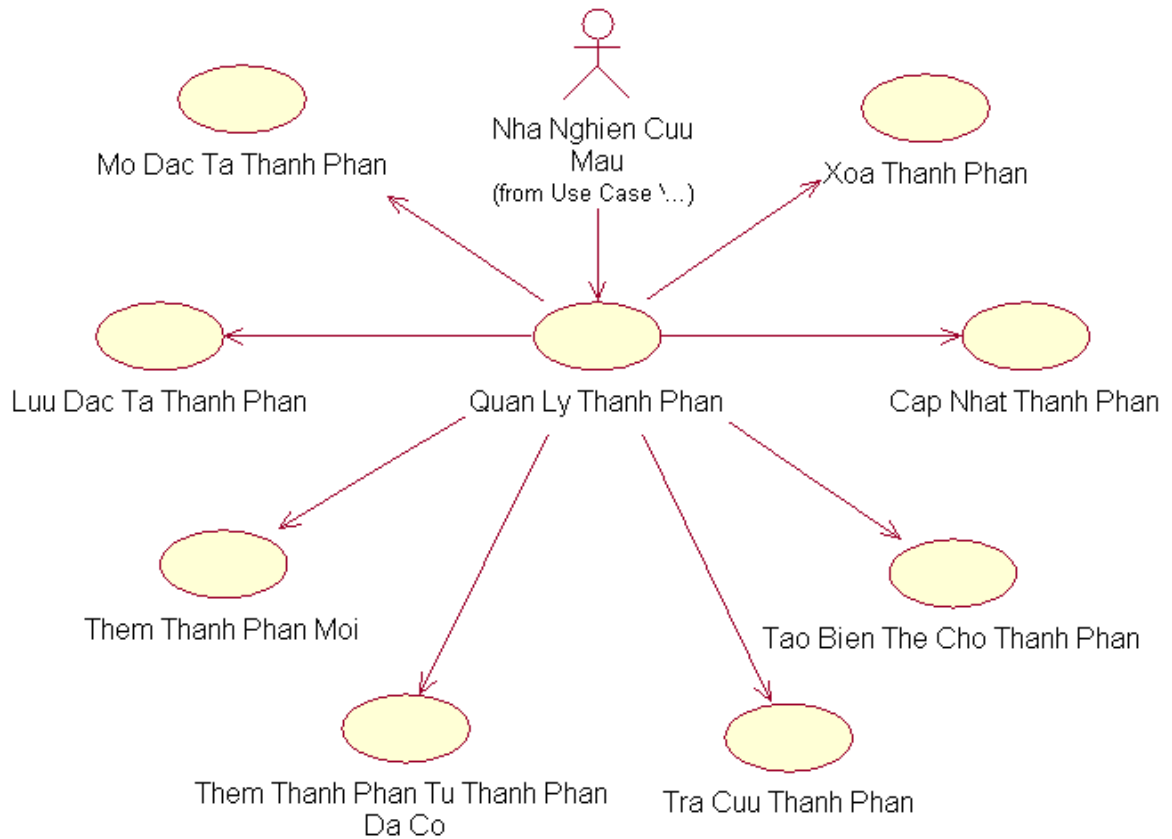 Nha Nghien Cuu
Mau
(from Use Case '...)
Mo Dac Ta Thanh Phan
Xoa Thanh Phan
Luu Dac Ta Thanh Phan
Quan Ly Thanh Phan
Cap Nhat Thanh Phan
Them Thanh Phan Moi
Tao Bien The Cho Thanh Phan
Them Thanh Phan Tu Thanh Phan
Da Co
Tra Cuu Thanh Phan